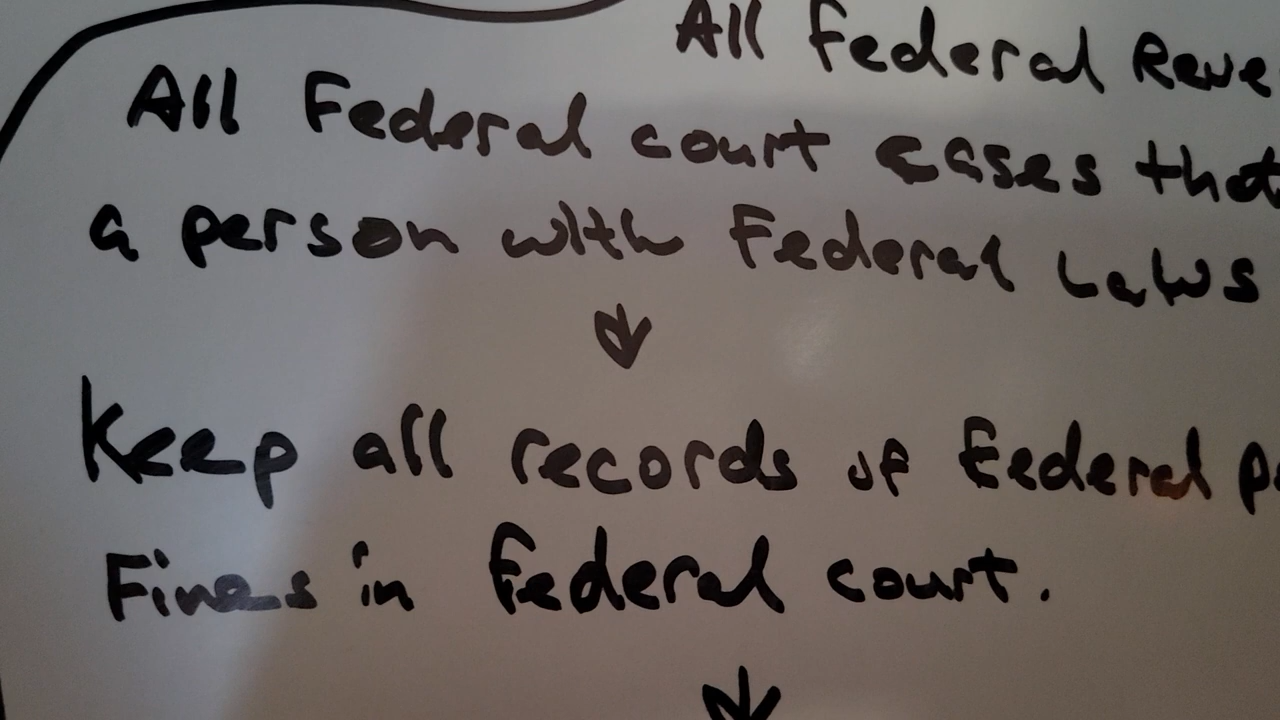 All Federal Reve
All Federal court cases that
a person with Federal Laws
Keep all records of Federal p
Fines in Federal court.